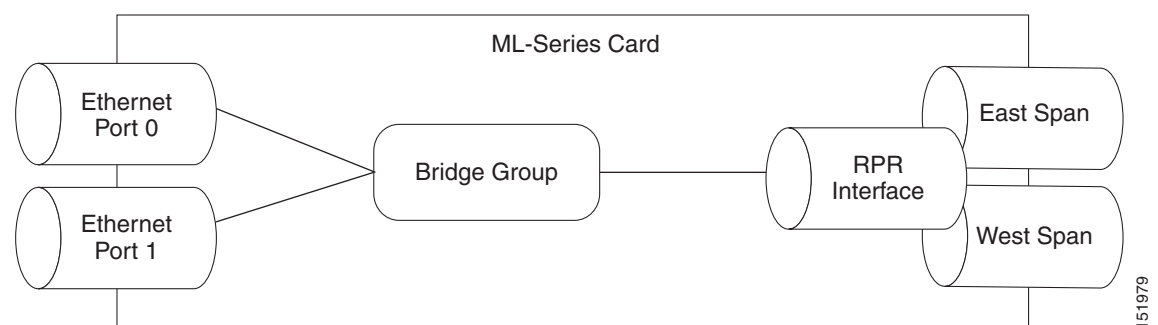 ML-Series Card
Ethernet
Port 0
Ethernet
Port 1
Bridge Group
RPR
Interface
East Span
West Span
151979